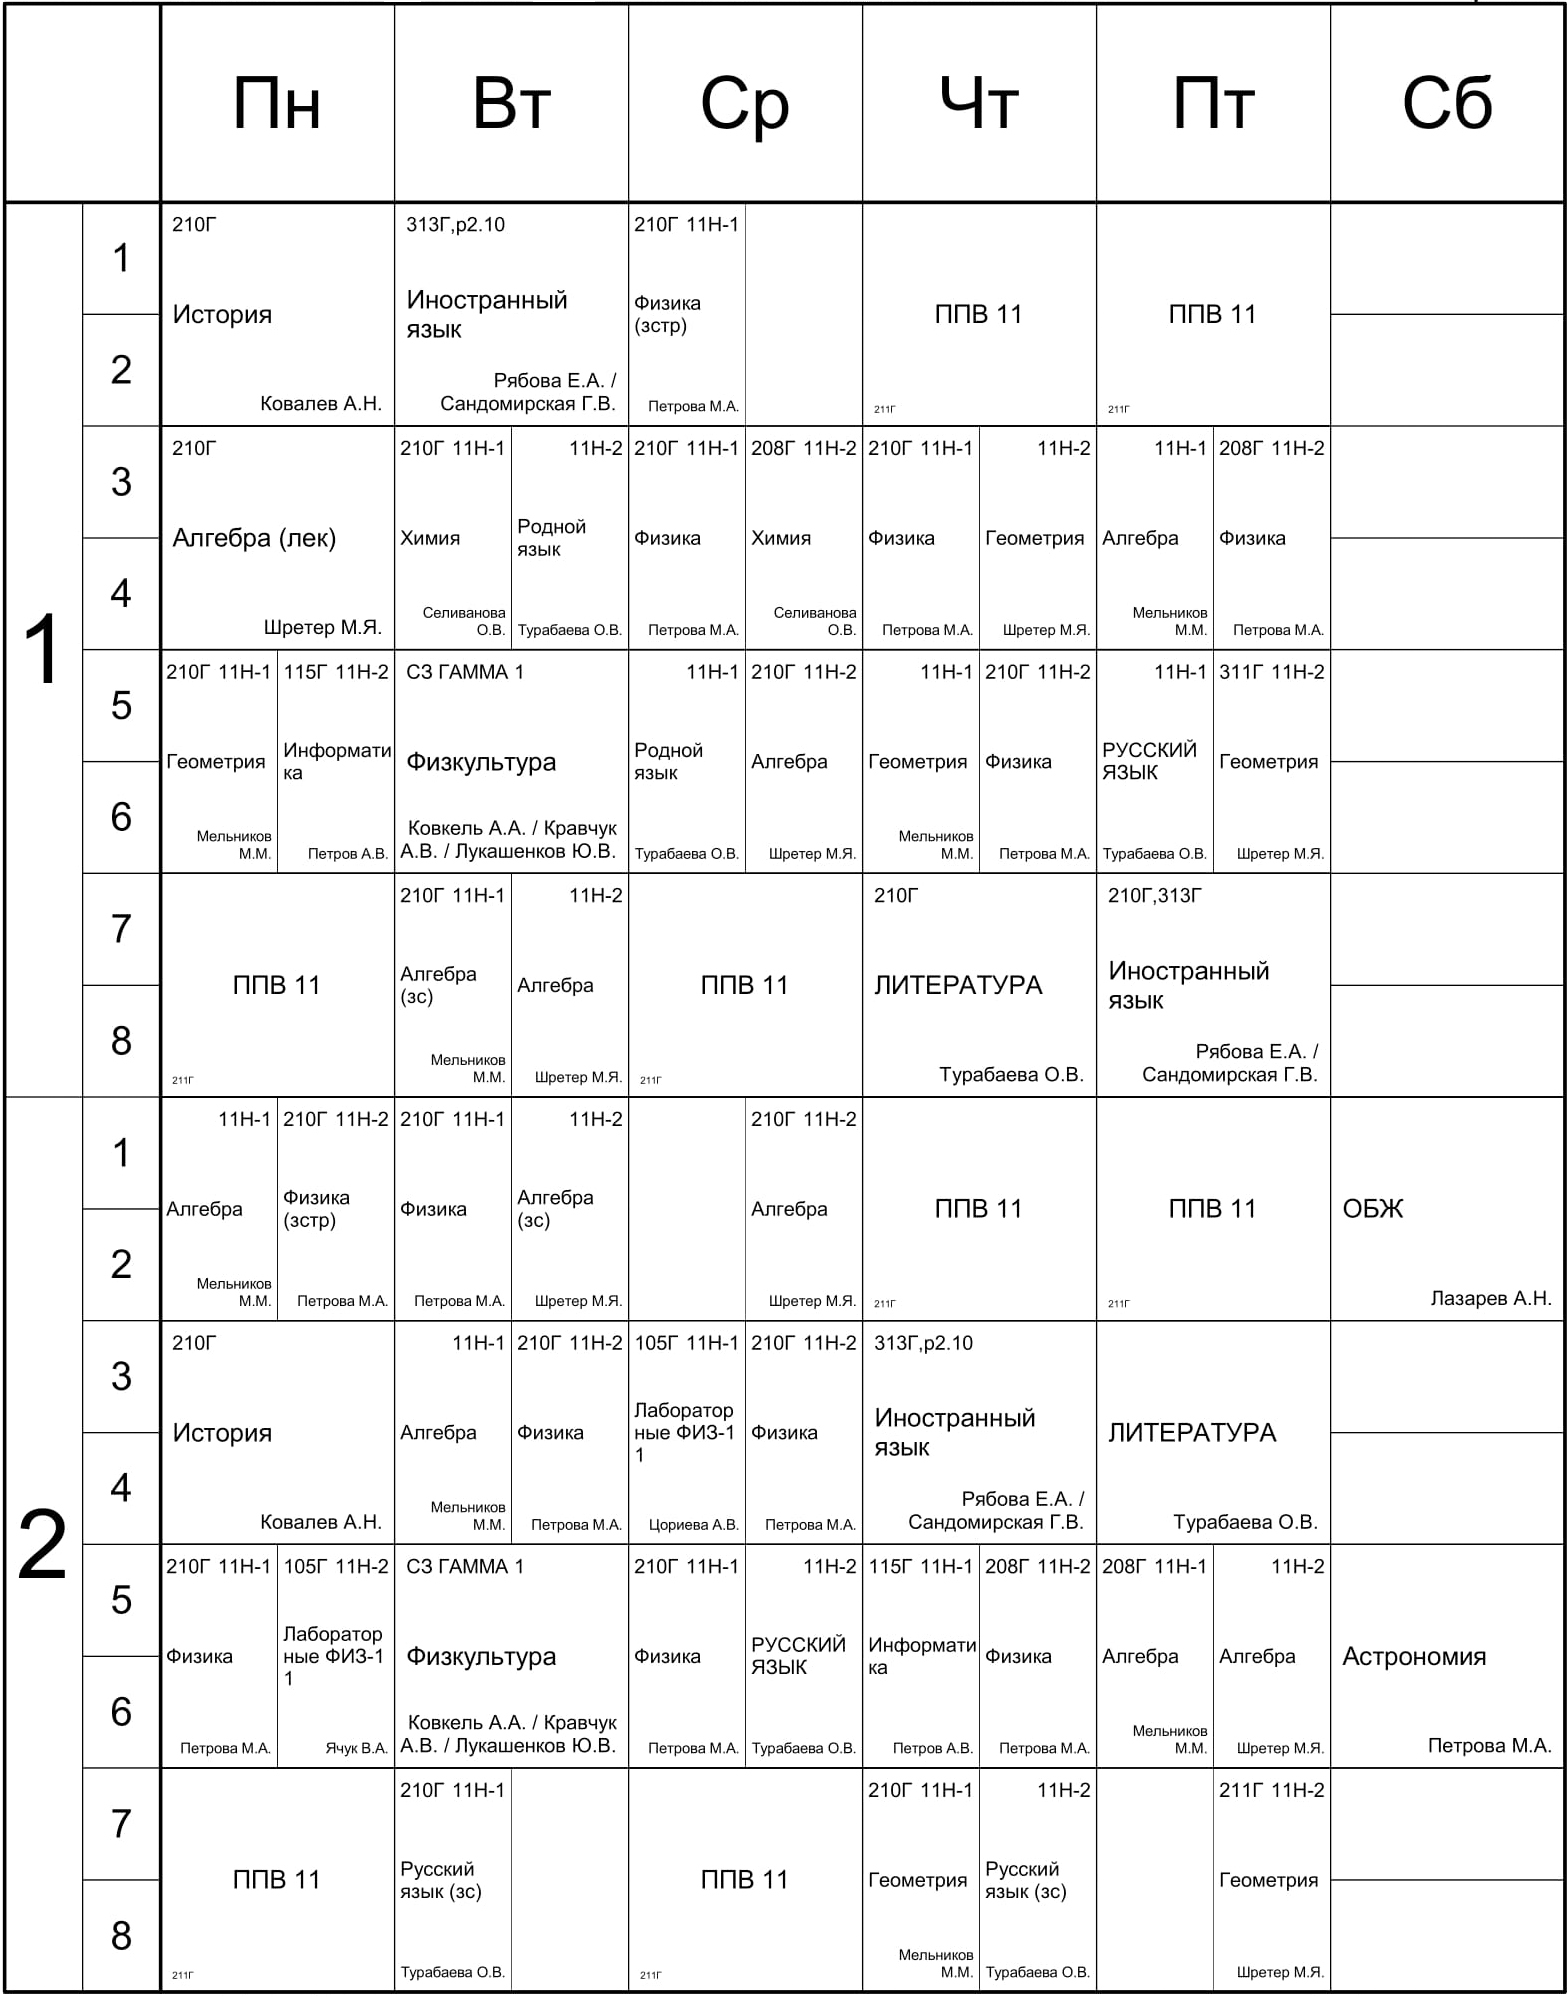 Пн Вт Ср Чт Пт Сб
1
1
2
210Г
История
Ковалев А.Н.
313Г,р2.10
Иностранный
язык
Рябова Е.А. /
Сандомирская Г.В.
210Г 11Н-1
Физика
(зстр)
Петрова М.А.
ППВ 11
211Г
ППВ 11
211Г
3
4
210Г
Алгебра (лек)
Шретер М.Я.
210Г 11Н-1
Химия
Селиванова
О.В.
11Н-2
Родной
язык
Турабаева О.В.
210Г 11Н-1
Физика
Петрова М.А.
208Г 11Н-2
Химия
Селиванова
О.В.
210Г 11Н-1
Физика
Петрова М.А.
11Н-2
Геометрия
Шретер М.Я.
11Н-1
Алгебра
Мельников
М.М.
208Г 11Н-2
Физика
Петрова М.А.
5
6
210Г 11Н-1
Геометрия
Мельников
М.М.
115Г 11Н-2
Информати
ка
Петров А.В.
СЗ ГАММА 1
Физкультура
Ковкель А.А. / Кравчук
А.В. / Лукашенков Ю.В.
11Н-1
Родной
язык
Турабаева О.В.
210Г 11Н-2
Алгебра
Шретер М.Я.
11Н-1
Геометрия
Мельников
М.М.
210Г 11Н-2
Физика
Петрова М.А.
11Н-1
РУССКИЙ
ЯЗЫК
Турабаева О.В.
311Г 11Н-2
Геометрия
Шретер М.Я.
7
8
ППВ 11
211Г
210Г 11Н-1
Алгебра
(зс)
Мельников
М.М.
11Н-2
Алгебра
Шретер М.Я.
ППВ 11
211Г
210Г
ЛИТЕРАТУРА
Турабаева О.В.
210Г,313Г
Иностранный
язык
Рябова Е.А. /
Сандомирская Г.В.
2
1
2
11Н-1
Алгебра
Мельников
М.М.
210Г 11Н-2
Физика
(зстр)
Петрова М.А.
210Г 11Н-1
Физика
Петрова М.А.
11Н-2
Алгебра
(зс)
Шретер М.Я.
210Г 11Н-2
Алгебра
Шретер М.Я.
ППВ 11
211Г
ППВ 11
211Г
ОБЖ
Лазарев А.Н.
3
4
210Г
История
Ковалев А.Н.
11Н-1
Алгебра
Мельников
М.М.
210Г 11Н-2
Физика
Петрова М.А.
105Г 11Н-1
Лаборатор
ные ФИЗ-1
1
Цориева А.В.
210Г 11Н-2
Физика
Петрова М.А.
313Г,р2.10
Иностранный
язык
Рябова Е.А. /
Сандомирская Г.В.
ЛИТЕРАТУРА
Турабаева О.В.
5
6
210Г 11Н-1
Физика
Петрова М.А.
105Г 11Н-2
Лаборатор
ные ФИЗ-1
1
Ячук В.А.
СЗ ГАММА 1
Физкультура
Ковкель А.А. / Кравчук
А.В. / Лукашенков Ю.В.
210Г 11Н-1
Физика
Петрова М.А.
11Н-2
РУССКИЙ
ЯЗЫК
Турабаева О.В.
115Г 11Н-1
Информати
ка
Петров А.В.
208Г 11Н-2
Физика
Петрова М.А.
208Г 11Н-1
Алгебра
Мельников
М.М.
11Н-2
Алгебра
Шретер М.Я.
Астрономия
Петрова М.А.
7
8
ППВ 11
211Г
210Г 11Н-1
Русский
язык (зс)
Турабаева О.В.
ППВ 11
211Г
210Г 11Н-1
Геометрия
Мельников
М.М.
11Н-2
Русский
язык (зс)
Турабаева О.В.
211Г 11Н-2
Геометрия
Шретер М.Я.